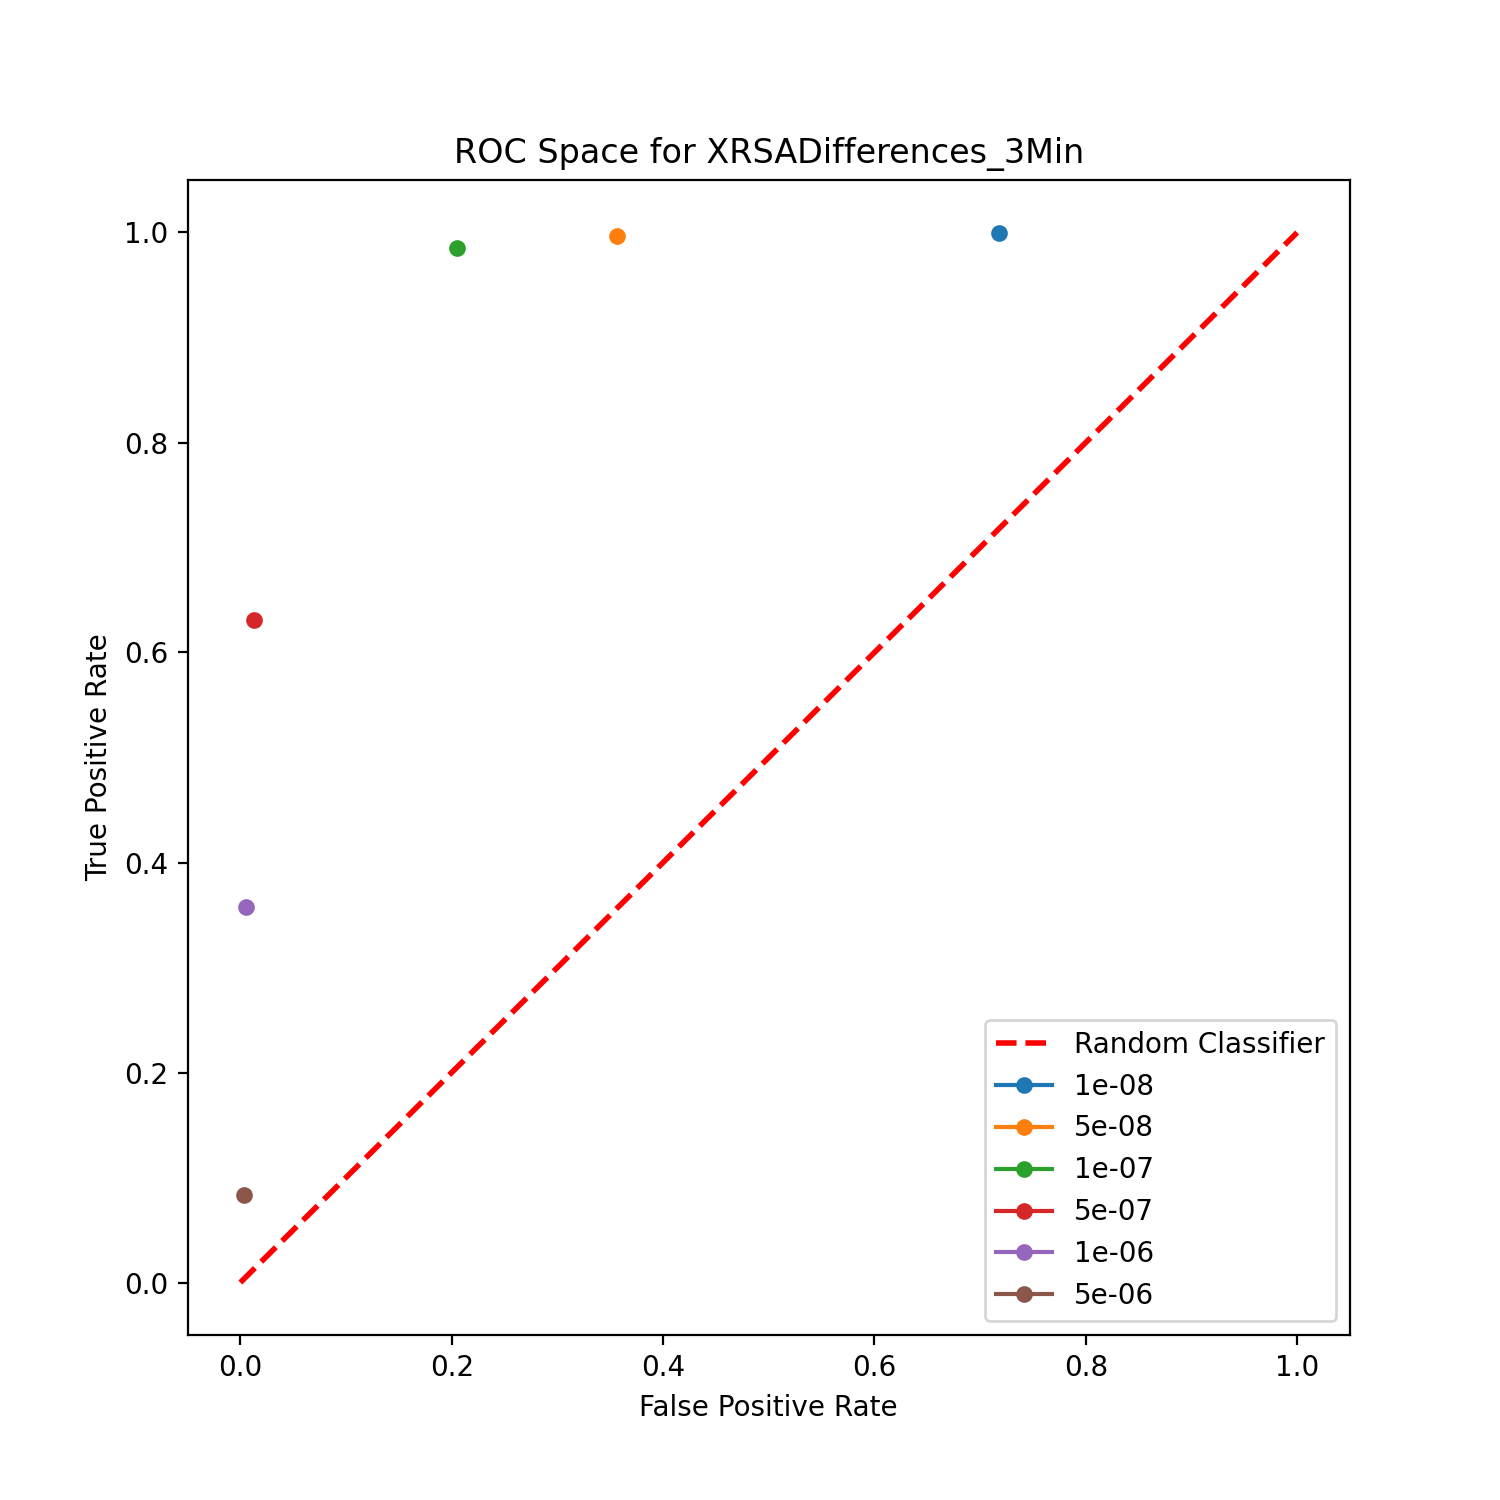 ROC Space for XRSADifferences_3Min
1.0
0.8
0.6
0.4
0.2
0.0
True Positive Rate
0.0 0.2 0.4 0.6 0.8 1.0
False Positive Rate
Random Classifier
1e-08
5e-08
1e-07
5e-07
1e-06
5e-06